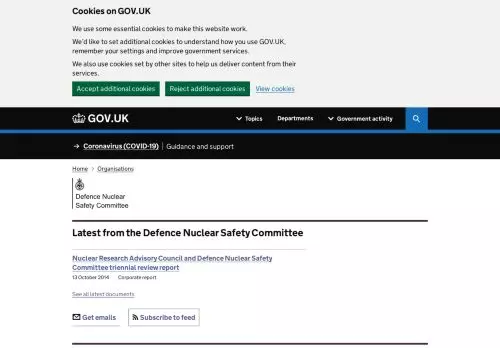 Cookies on GOV.UK
We use some essential cookies to make this website work.
We'd like to set additional cookies to understand how you use GOV.UK,
remember your settings and improve government services.
We also use cookies set by other sites to help us deliver content from their
services.
Accept additional cookies Reject additional cookies View cookies
GOV.UK Topics Departments Government activity
→ Coronavirus (COVID-19) Guidance and support
Home > Organisations
Defence Nuclear
Safety Committee
Latest from the Defence Nuclear Safety Committee
Nuclear Research Advisory Council and Defence Nuclear Safety
Committee triennial review report
13 October 2014 Corporate report
See all latest documents
Get emails Subscribe to feed